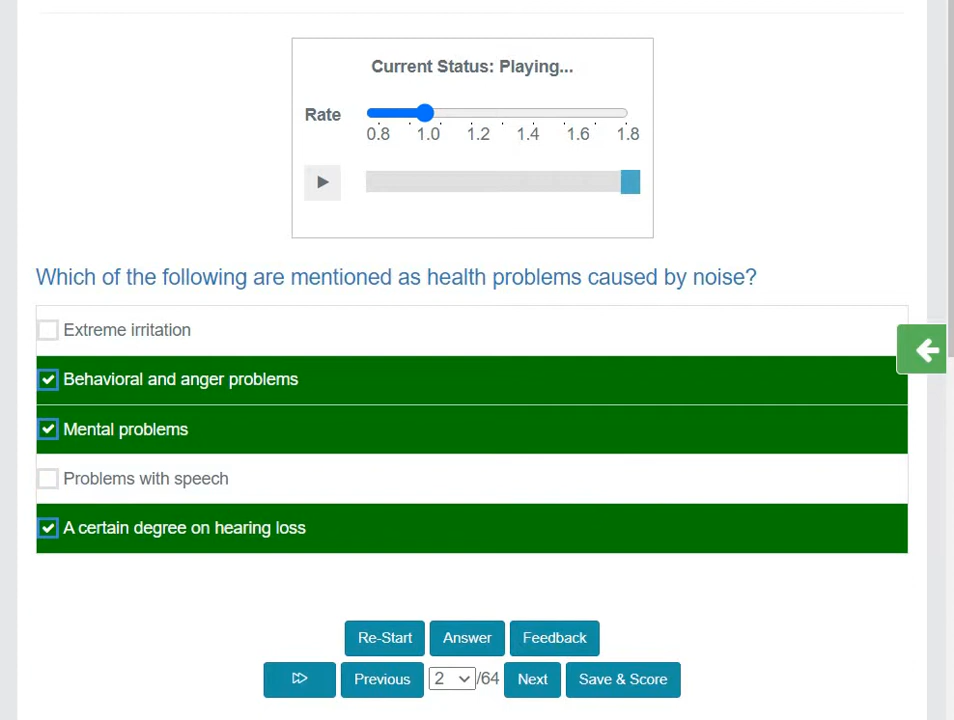 Current Status: Playing...
Rate
0.8 1.0 1.2 1.4 1.6 1.8
Which of the following are mentioned as health problems caused by noise?
Extreme irritation
Behavioral and anger problems
Mental problems
Problems with speech
A certain degree on hearing loss
Re-Start Answer Feedback
Previous 2 /64 Next Save & Score